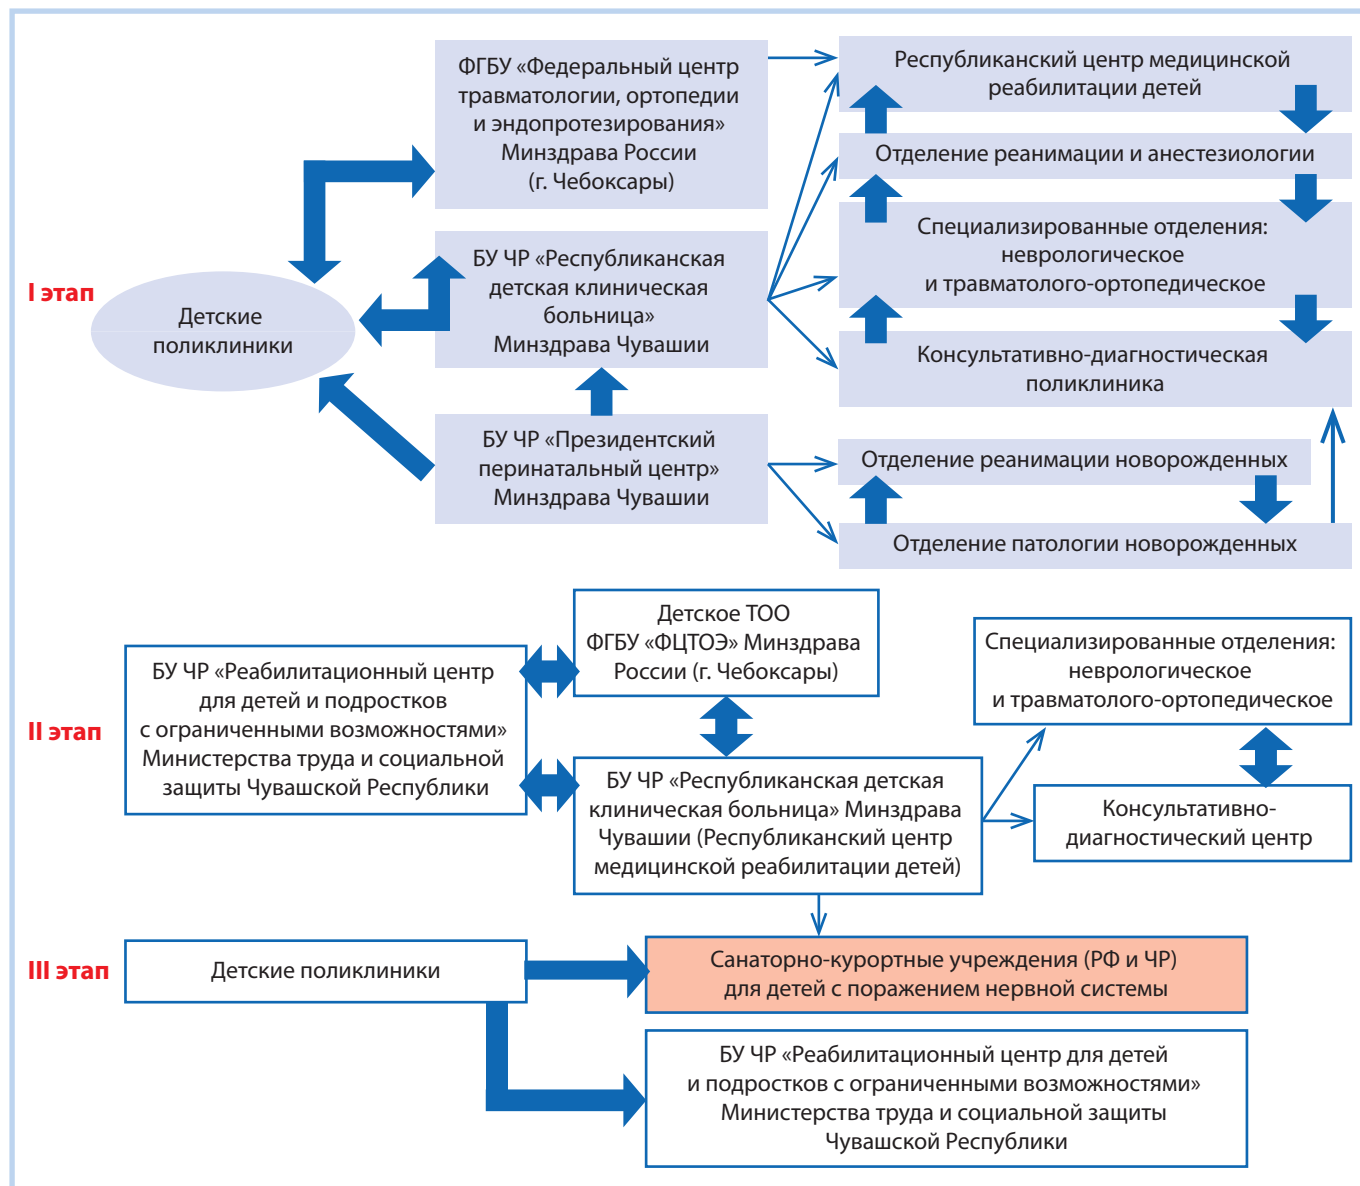 I этап
Детские
поликлиники
ФГБУ «Федеральный центр
травматологии, ортопедии
и эндопротезирования»
Минздрава России
(г. Чебоксары)
БУ ЧР «Республиканская
детская клиническая
больница»
Минздрава Чувашии
БУ ЧР «Президентский
перинатальный центр»
Минздрава Чувашии
Республиканский центр медицинской
реабилитации детей
Отделение реанимации и анестезиологии
Специализированные отделения:
неврологическое
и травматолого-ортопедическое
Консультативно-диагностическая
поликлиника
Отделение реанимации новорожденных
Отделение патологии новорожденных
II этап
БУ ЧР «Реабилитационный центр
для детей и подростков
с ограниченными возможностями»
Министерства труда и социальной
защиты Чувашской Республики
Детское ТОО
ФГБУ «ФЦТОЭ» Минздрава
России (г. Чебоксары)
БУ ЧР «Республиканская детская
клиническая больница» Минздрава
Чувашии (Республиканский центр
медицинской реабилитации детей)
Специализированные отделения:
неврологическое
и травматолого-ортопедическое
Консультативно-
диагностический центр
III этап
Детские поликлиники
Санаторно-курортные учреждения (РФ и ЧР)
для детей с поражением нервной системы
БУ ЧР «Реабилитационный центр для детей
и подростков с ограниченными возможностями»
Министерства труда и социальной защиты
Чувашской Республики